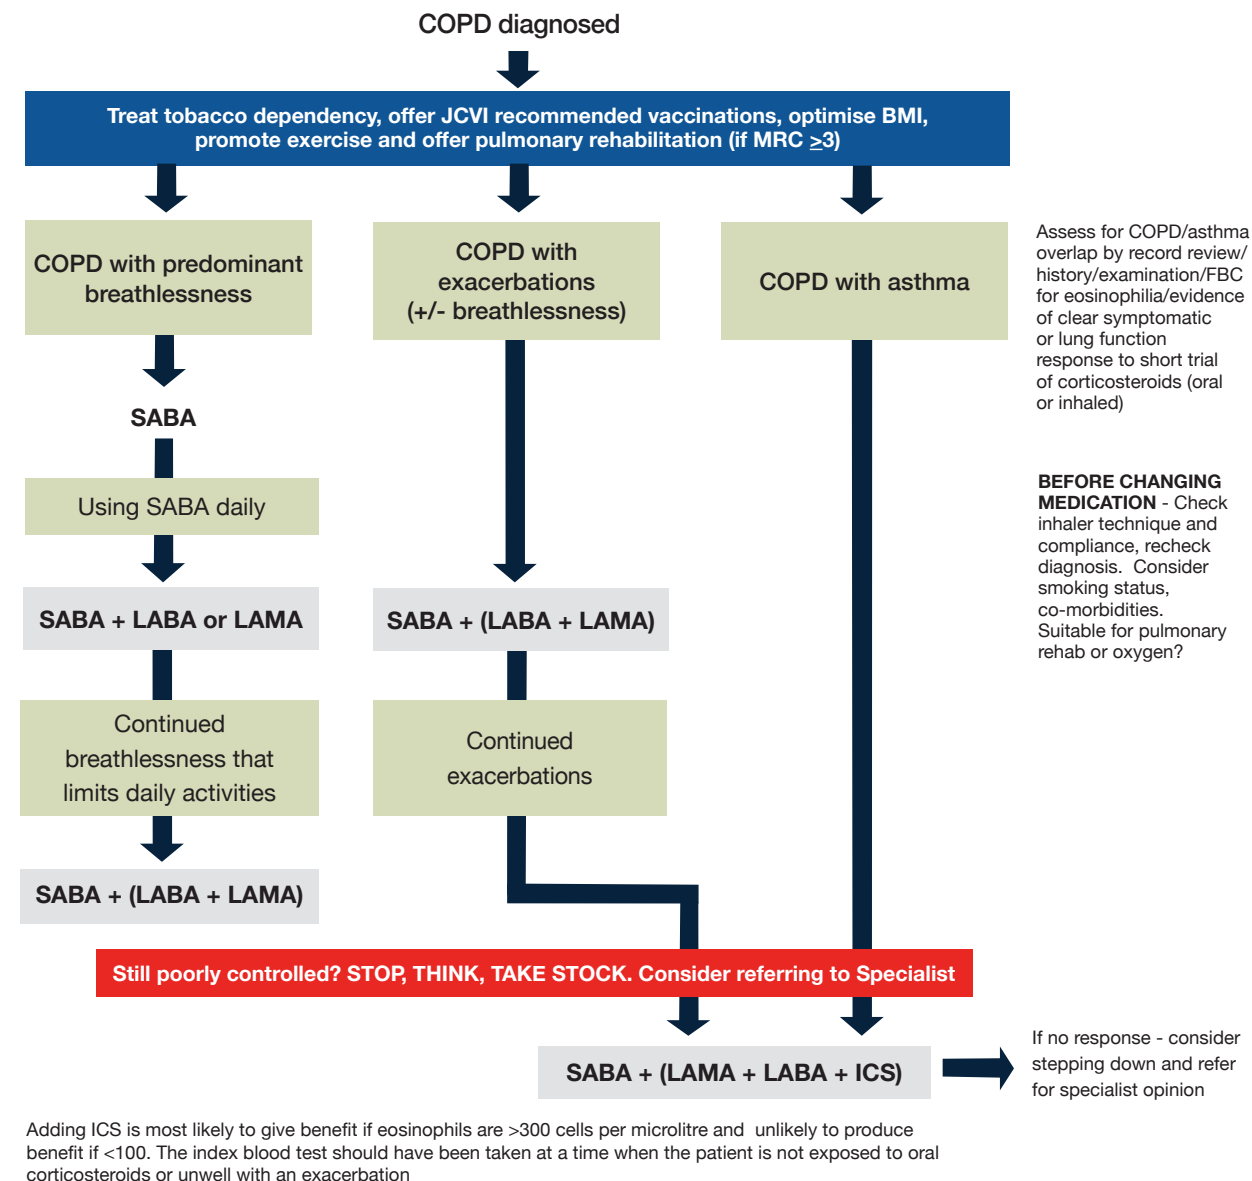 COPD diagnosed
Treat tobacco dependency, offer JCVI recommended vaccinations, optimise BMI,
promote exercise and offer pulmonary rehabilitation (if MRC ≥3)
COPD with predominant
breathlessness
COPD with
exacerbations
(+/- breathlessness)
COPD with asthma
Assess for COPD/asthma
overlap by record review/
history/examination/FBC
for eosinophilia/evidence
of clear symptomatic
or lung function
response to short trial
of corticosteroids (oral
or inhaled)
SABA
Using SABA daily
BEFORE CHANGING
MEDICATION - Check
inhaler technique and
compliance, recheck
diagnosis. Consider
smoking status,
co-morbidities.
Suitable for pulmonary
rehab or oxygen?
SABA + LABA or LAMA
SABA + (LABA + LAMA)
Continued
breathlessness that
limits daily activities
Continued
exacerbations
SABA + (LABA + LAMA)
Still poorly controlled? STOP, THINK, TAKE STOCK. Consider referring to Specialist
SABA + (LAMA + LABA + ICS)
If no response - consider
stepping down and refer
for specialist opinion
Adding ICS is most likely to give benefit if eosinophils are >300 cells per microlitre and unlikely to produce
benefit if <100. The index blood test should have been taken at a time when the patient is not exposed to oral
corticosteroids or unwell with an exacerbation